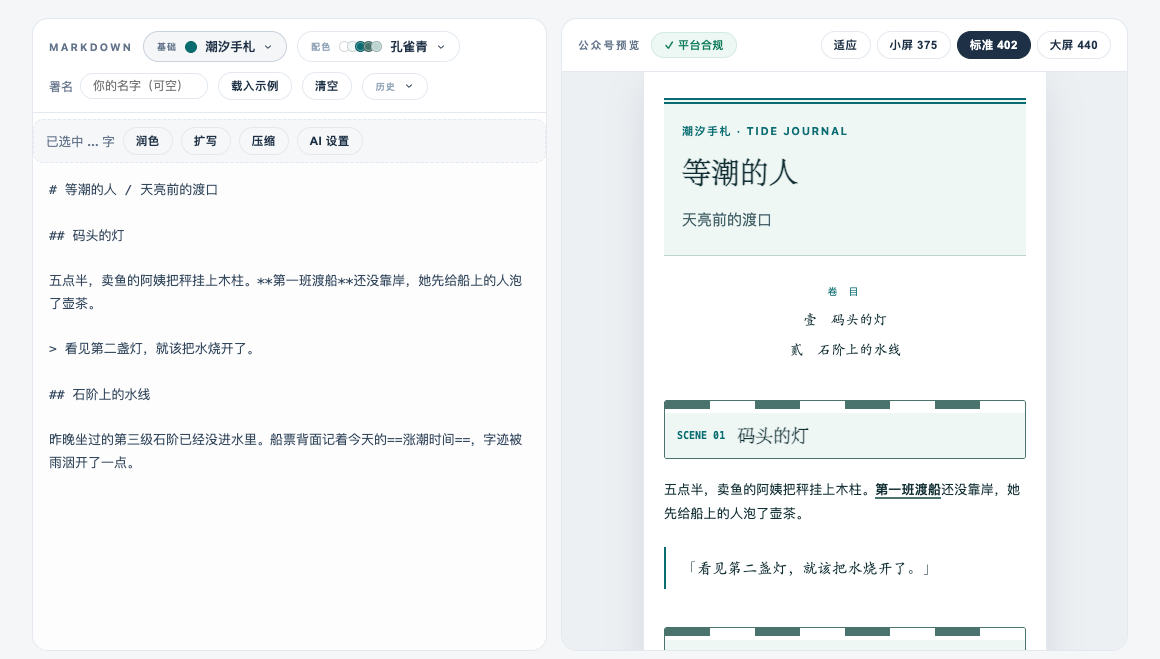 MARKDOWN 基础 潮汐手札 配色 孔雀青
署名 你的名字（可空） 载入示例 清空 历史
已选中 ... 字 润色 扩写 压缩 AI 设置
# 等潮的人 / 天亮前的渡口
## 码头的灯
五点半，卖鱼的阿姨把秤挂上木柱。**第一班渡船**还没靠岸，她先给船上的人泡
了壶茶。
> 看见第二盏灯，就该把水烧开了。
## 石阶上的水线
昨晚坐过的第三级石阶已经没进水里。船票背面记着今天的==涨潮时间==，字迹被
雨洇开了一点。
公众号预览 平台合规 适应 小屏 375 标准 402 大屏 440
潮汐手札 · TIDE JOURNAL
等潮的人
天亮前的渡口
卷 目
壹 码头的灯
贰 石阶上的水线
SCENE 01 码头的灯
五点半，卖鱼的阿姨把秤挂上木柱。第一班渡船还没靠岸，她
先给船上的人泡了壶茶。
「看见第二盏灯，就该把水烧开了。」